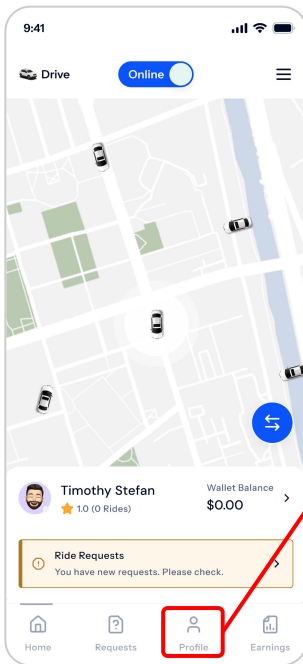 9:41
Drive
Online
Timothy Stefan
1.0 (0 Rides)
Wallet Balance
$0.00
Ride Requests
You have new requests. Please check.
Home
Requests
Profile
Earnings